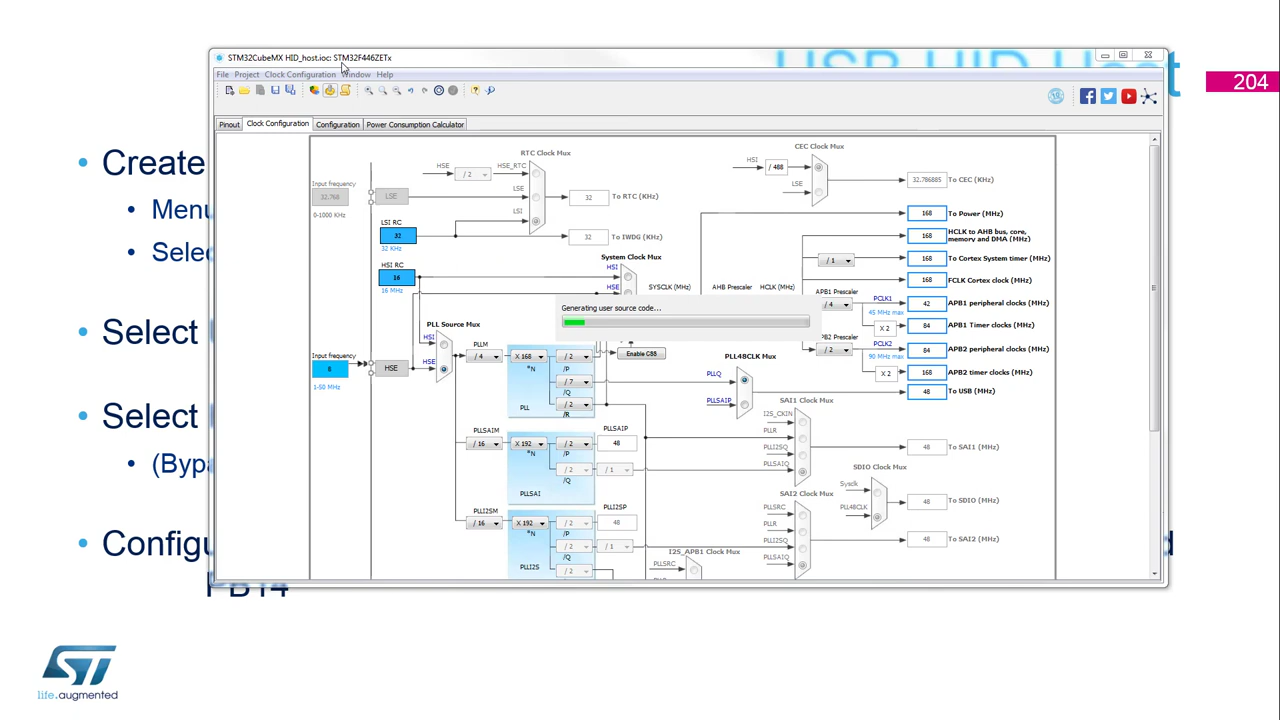 USB HID Host
204
STM32CubeMX HID_host.ioc: STM32F446ZETx
File Project Clock Configuration Window Help
Pinout Clock Configuration Configuration Power Consumption Calculator
• Create
• Menu
• Selec
• Select
• Select
• (Bypa
• Configu
PB14
RTC Clock Mux
CEC Clock Mux
HSE / 2 HSE_RTC
HSI / 488
32.786885 To CEC (KHz)
Input frequency
32.768
0-1000 KHz
LSE
LSE
LSE
32 To RTC (KHz)
LSI
168 To Power (MHz)
LSI RC
32
32 KHz
32 To IWDG (KHz)
168 HCLK to AHB bus, core,
memory and DMA (MHz)
HSI RC
16
16 MHz
System Clock Mux
HSI
HSE
/ 1 168 To Cortex System timer (MHz)
168 FCLK Cortex clock (MHz)
SYSCLK (MHz) AHB Prescaler HCLK (MHz) APB1 Prescaler
/ 4 PCLK1 42 APB1 peripheral clocks (MHz)
45 MHz max
X 2 84 APB1 Timer clocks (MHz)
Generating user source code...
PCLK2
/ 2 84 APB2 peripheral clocks (MHz)
90 MHz max
X 2 168 APB2 timer clocks (MHz)
48 To USB (MHz)
PLL Source Mux
HSI
HSE
Input frequency
8
1-50 MHz
HSE
PLLM
/ 4 X 168 / 2
*N /P
/ 7
/Q
/ 2
PLL /R
Enable CSS
PLL48CLK Mux
PLLQ
PLLSAIP
SAI1 Clock Mux
I2S_CKIN
PLLR
PLLI2SQ
PLLSAIQ
48 To SAI1 (MHz)
PLLSAIM PLLSAIP
/ 16 X 192 / 2 48
*N /P
/ 2 / 1
/Q
PLLSAI
SDIO Clock Mux
Sysclk
PLL48CLK
48 To SDIO (MHz)
SAI2 Clock Mux
PLLSRC
PLLR
PLLI2SQ
PLLSAIQ
48 To SAI2 (MHz)
PLLI2SM PLLI2SP
/ 16 X 192 / 2 48
*N /P
/ 2 / 1
/Q
PLLI2S / 2
I2S_APB1 Clock Mux
PLLSRC
ST
life.augmented